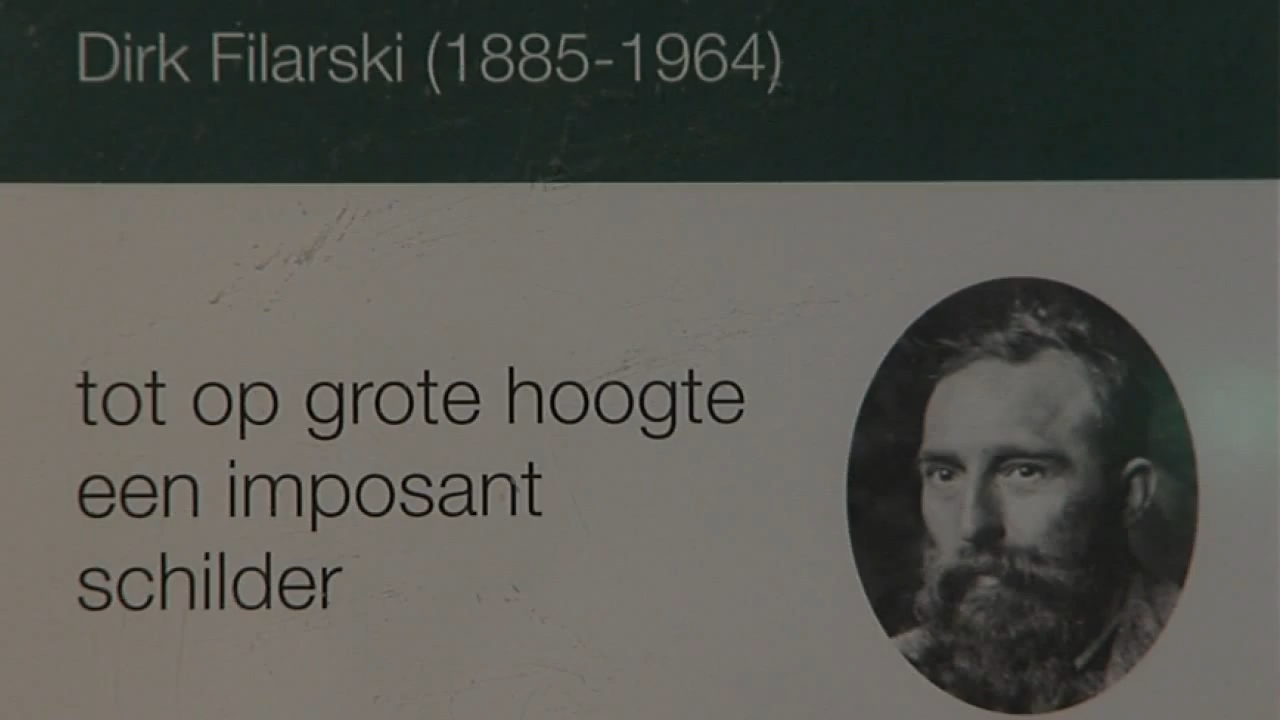 Dirk Filarski (1885-1964)
tot op grote hoogte
een imposant
schilder